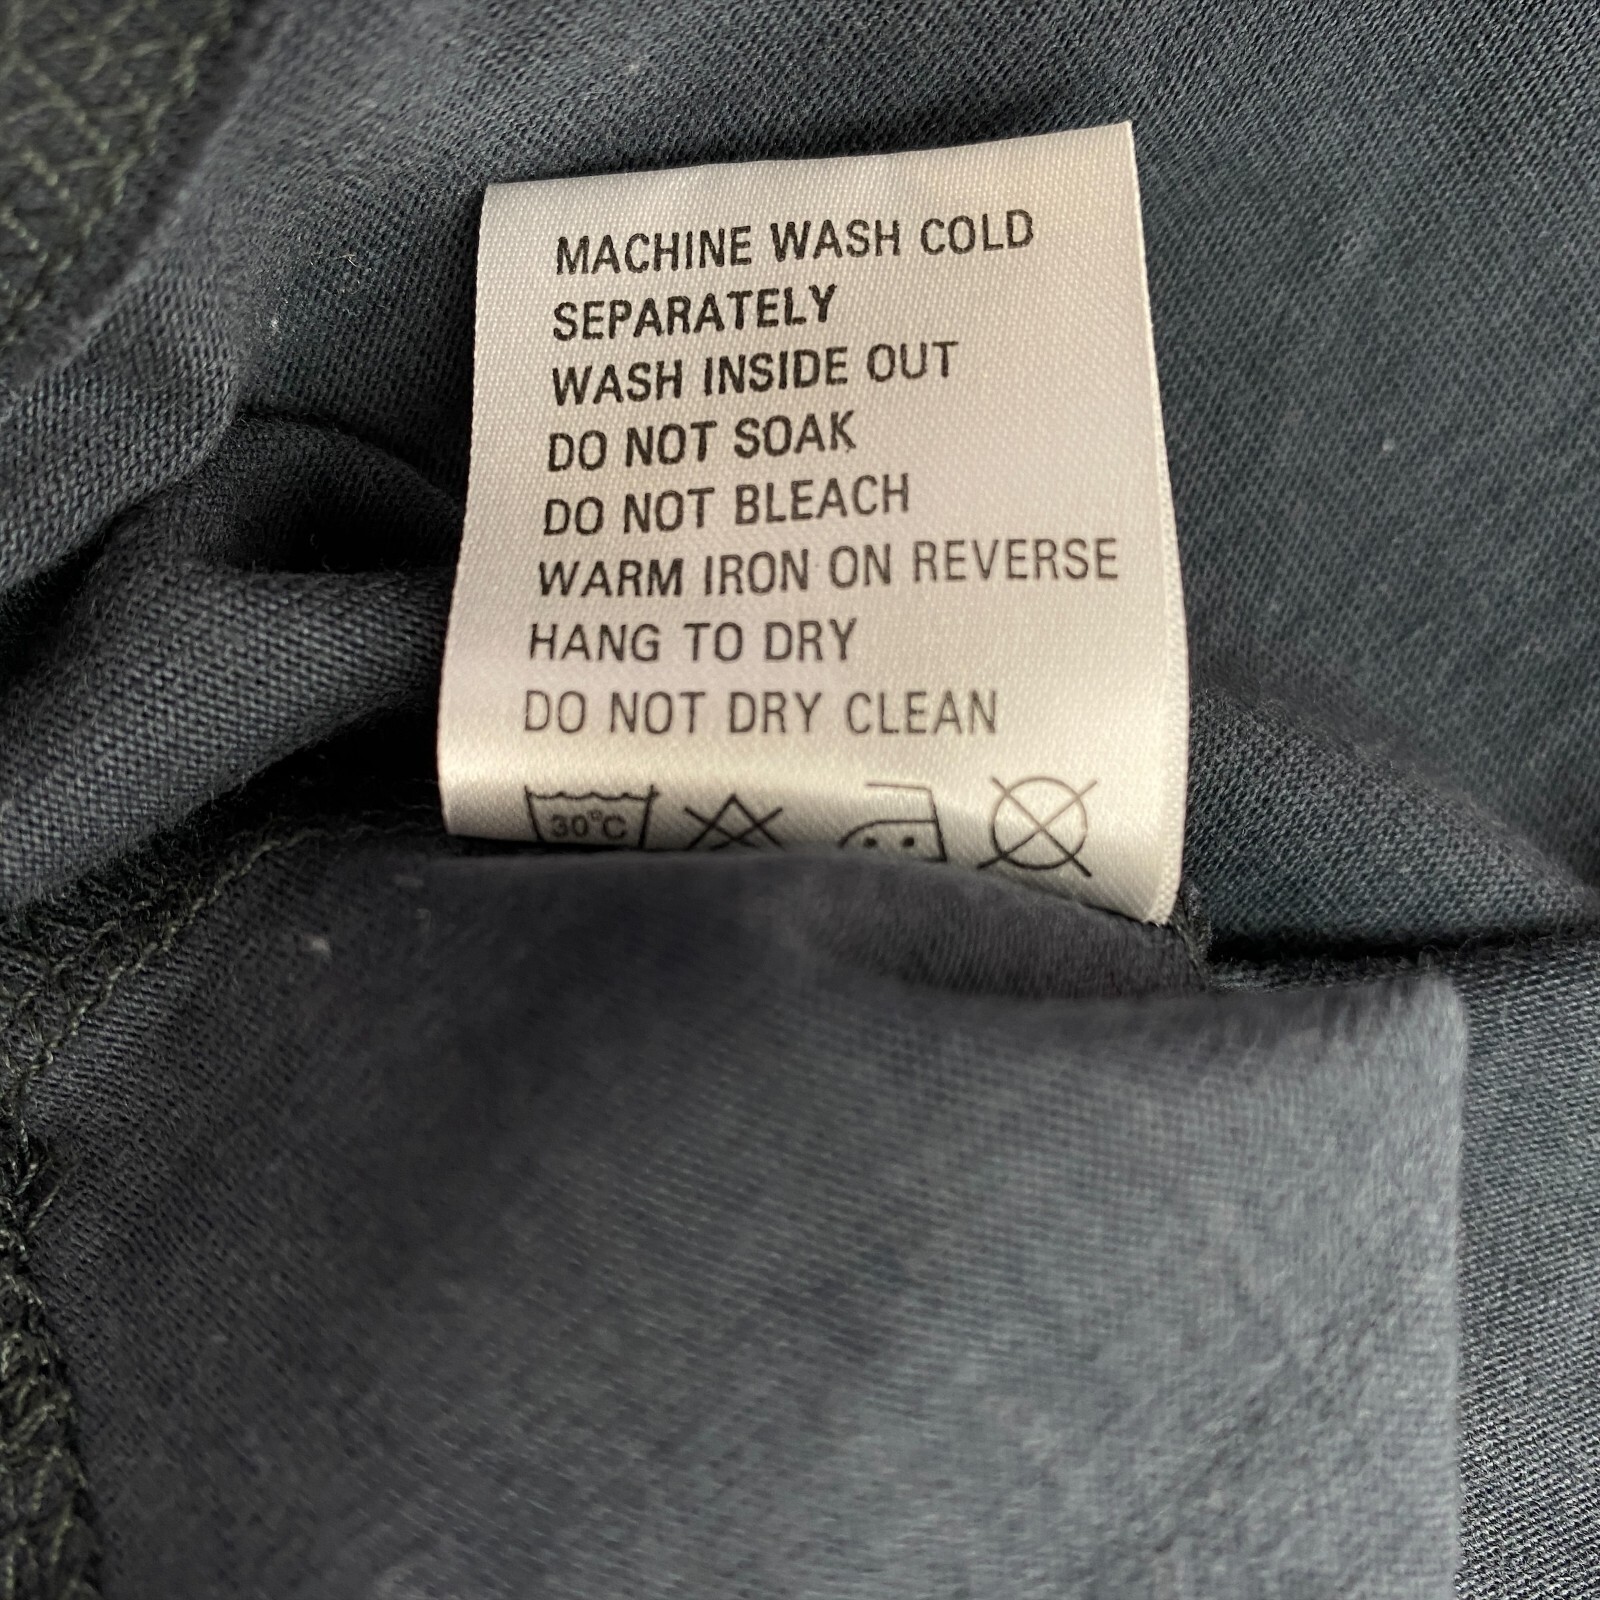 MACHINE WASH COLD
SEPARATELY
WASH INSIDE OUT
DO NOT SOAK
DO NOT BLEACH
WARM IRON ON REVERSE
HANG TO DRY
DO NOT DRY CLEAN
30°C